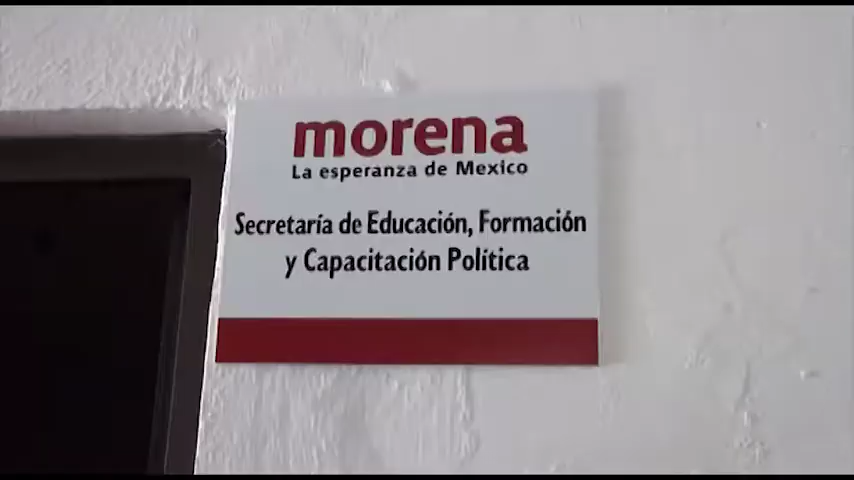 morena
La esperanza de Mexico
Secretaría de Educación, Formación
y Capacitación Política